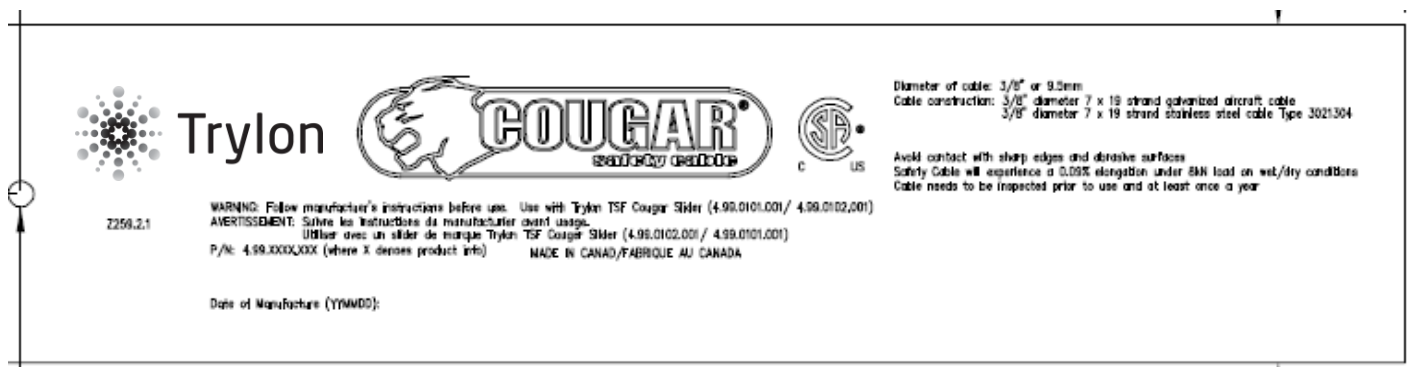 Trylon
COUGAR®
safety cable
CSA ®
C US
Z259.2.1
WARNING: Follow manufactuer's instructions before use. Use with Trylon TSF Cougar Slider (4.99.0101.001/ 4.99.0102.001)
AVERTISSEMENT: Suivre les instructions du manufacturier avant usage.
Utiliser avec un slider de marque Trylon TSF Cougar Slider (4.99.0102.001/ 4.99.0101.001)
P/N: 4.99.XXXX.XXX (where X denoes product info)
MADE IN CANAD/FABRIQUE AU CANADA
Date of Manufacture (YYMMDD):
Diameter of cable: 3/8" or 9.5mm
Cable construction: 3/8" diameter 7 x 19 strand galvanized aircraft cable
3/8" diameter 7 x 19 strand stainless steel cable Type 3021304
Avoid contact with sharp edges and abrasive surfaces
Safety Cable will experience a 0.09% elongation under 8kN load on wet/dry conditions
Cable needs to be inspected prior to use and at least once a year